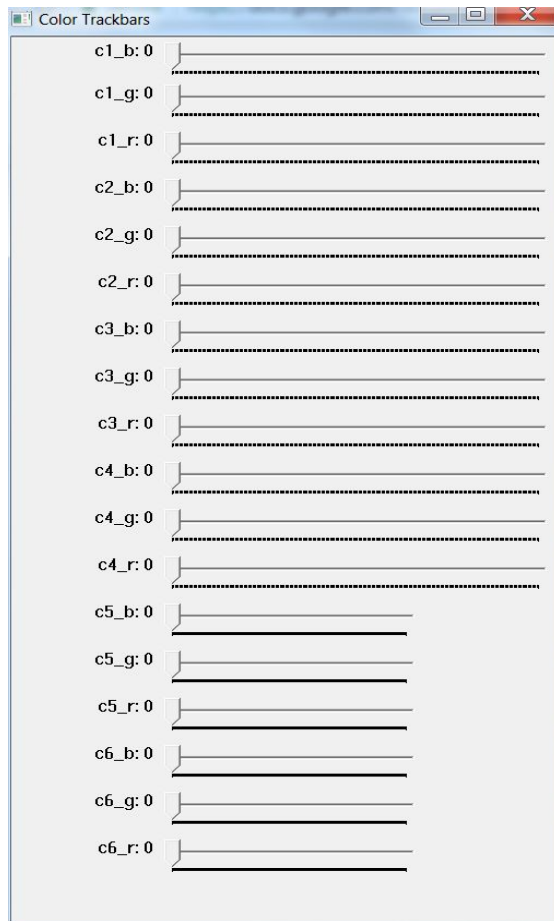 Color Trackbars
c1_b: 0
c1_g: 0
c1_r: 0
c2_b: 0
c2_g: 0
c2_r: 0
c3_b: 0
c3_g: 0
c3_r: 0
c4_b: 0
c4_g: 0
c4_r: 0
c5_b: 0
c5_g: 0
c5_r: 0
c6_b: 0
c6_g: 0
c6_r: 0